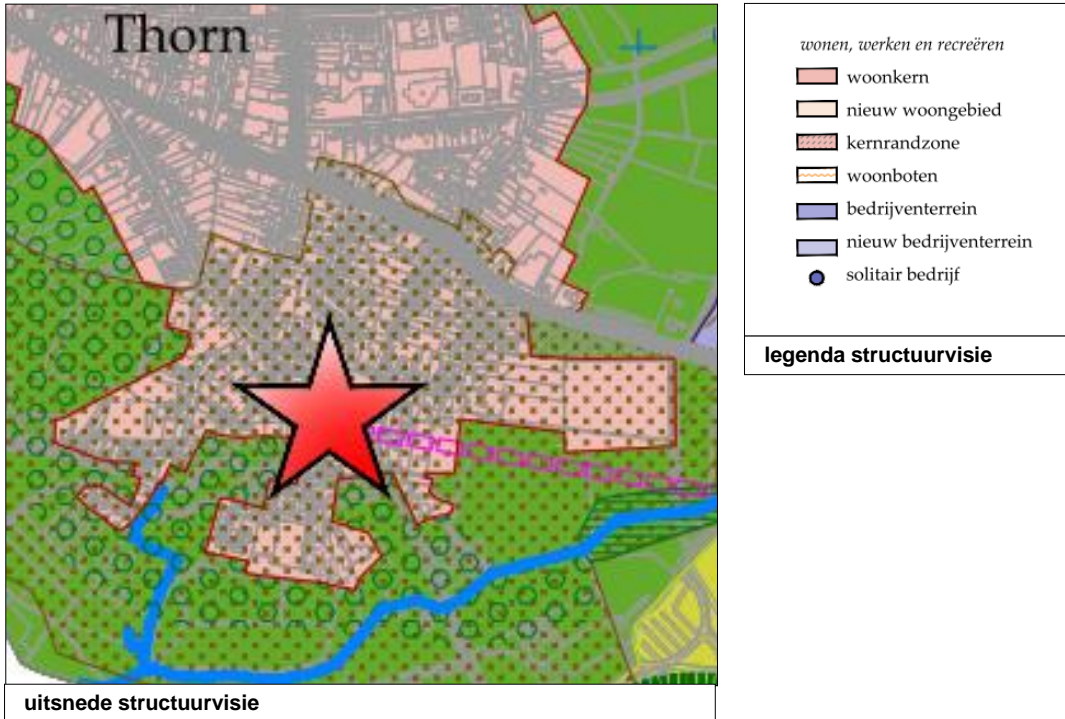 Thorn
wonen, werken en recreëren
woonkern
nieuw woongebied
kernrandzone
woonboten
bedrijventerrein
nieuw bedrijventerrein
solitair bedrijf
legenda structuurvisie
uitsnede structuurvisie